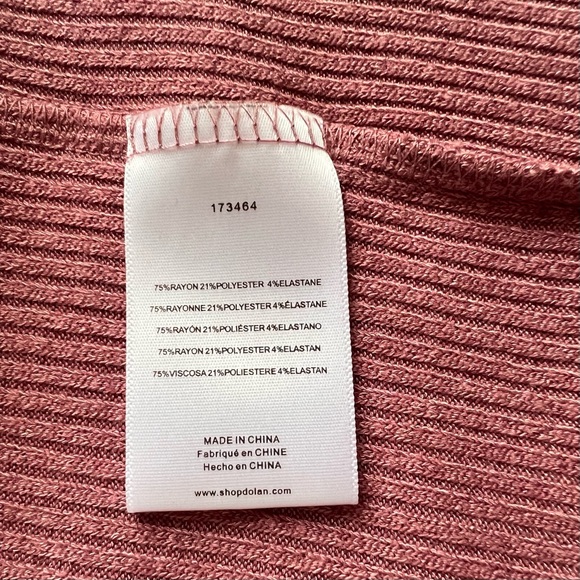 173464
75%RAYON 21%POLYESTER 4%ELASTANE
75%RAYONNE 21%POLYESTER 4%ÉLASTANE
75%RAYÓN 21%POLIÉSTER 4%ELASTANO
75%RAYON 21%POLYESTER 4%ELASTAN
75%VISCOSA 21%POLIESTERE 4%ELASTAN
MADE IN CHINA
Fabriqué en CHINE
Hecho en CHINA
www.shopdolan.com